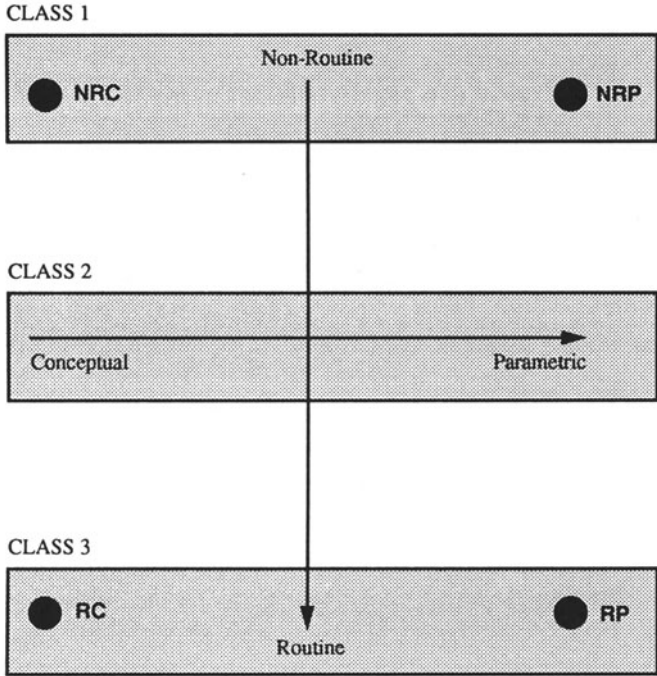 CLASS 1
Non-Routine
NRC
NRP
CLASS 2
Conceptual
Parametric
CLASS 3
RC
RP
Routine